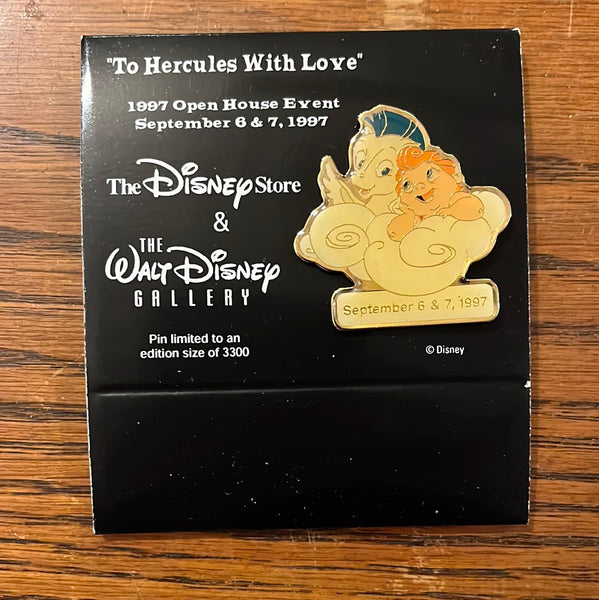 "To Hercules With Love"
1997 Open House Event
September 6 & 7, 1997
The Disney Store
&
THE
WALT DISNEY
GALLERY
Pin limited to an
edition size of 3300
September 6 & 7, 1997
© Disney